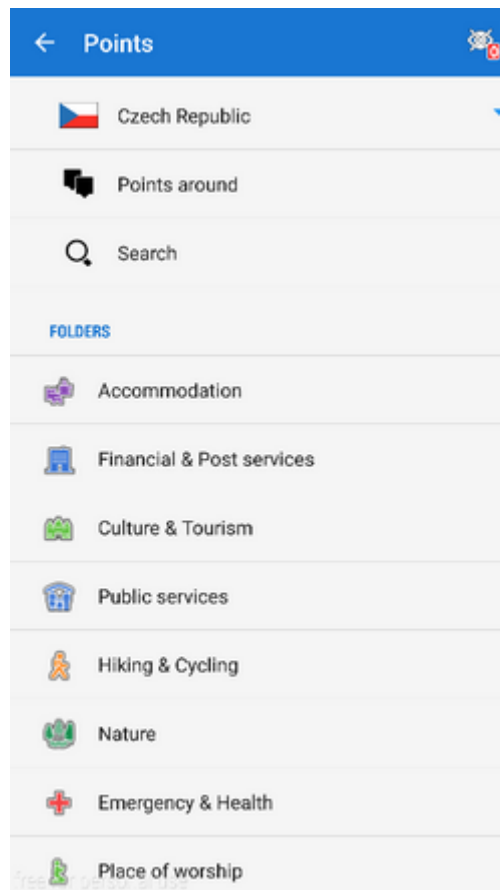 Points
Czech Republic
Points around
Search
FOLDERS
Accommodation
Financial & Post services
Culture & Tourism
Public services
Hiking & Cycling
Nature
Emergency & Health
Place of worship